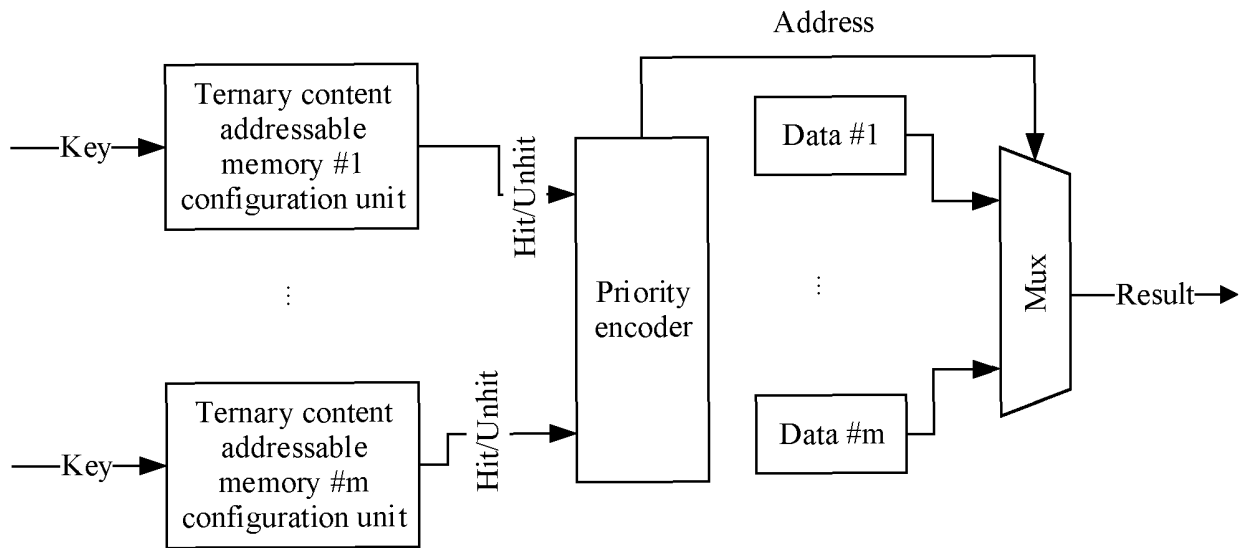 Address
Ternary content
addressable
memory #1
configuration unit
Key
Hit/Unhit
Data #1
Priority
encoder
Mux
Result
Ternary content
addressable
memory #m
configuration unit
Key
Hit/Unhit
Data #m